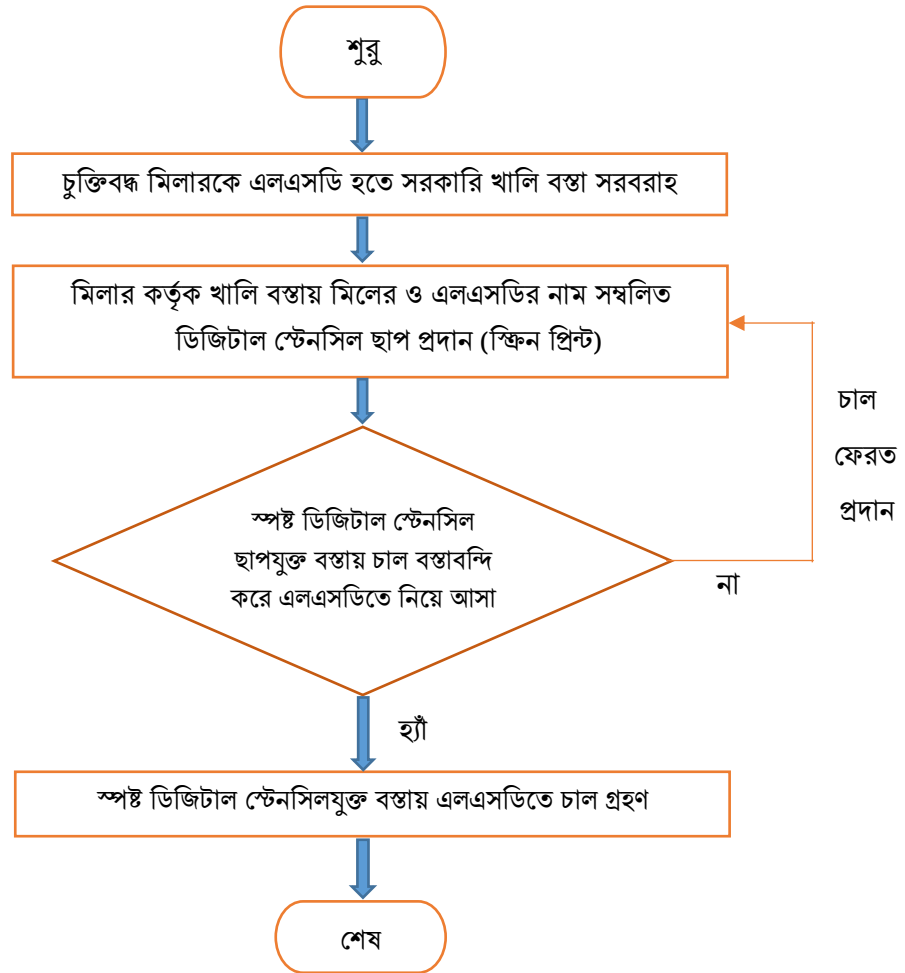 শুরু
চুক্তিবদ্ধ মিলারকে এলএসডি হতে সরকারি খালি বস্তা সরবরাহ
মিলার কর্তৃক খালি বস্তায় মিলের ও এলএসডির নাম সম্বলিত
ডিজিটাল স্টেনসিল ছাপ প্রদান (স্ক্রিন প্রিন্ট)
চাল
ফেরত
প্রদান
স্পষ্ট ডিজিটাল স্টেনসিল
ছাপযুক্ত বস্তায় চাল বস্তাবন্দি
করে এলএসডিতে নিয়ে আসা
না
হ্যাঁ
স্পষ্ট ডিজিটাল স্টেনসিলযুক্ত বস্তায় এলএসডিতে চাল গ্রহণ
শেষ